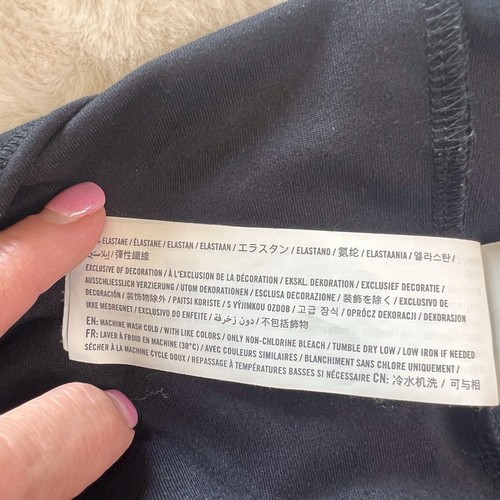 ELASTANE / ÉLASTANE / ELASTAN / ELASTAAN / エラスタン / ELASTANO / 氨纶 / ELASTAANIA / 엘라스탄 /
إيلاستين / 彈性纖維
EXCLUSIVE OF DECORATION / À L'EXCLUSION DE LA DÉCORATION / EKSKL. DEKORATION / EXCLUSIEF DECORATIE /
AUSSCHLIESSLICH VERZIERUNG / UTOM DEKORATIONEN / ESCLUSA DECORAZIONE / 装飾を除く / EXCLUSIVO DE
DECORACIÓN / 装饰物除外 / PAITSI KORISTE / S VÝJIMKOU OZDOB / 고급 장식 / OPRÓCZ DEKORACJI / DEKORASJON
IKKE MEDREGNET / EXCLUSIVO DO ENFEITE / دون زخرفة / 不包括飾物
EN: MACHINE WASH COLD / WITH LIKE COLORS / ONLY NON-CHLORINE BLEACH / TUMBLE DRY LOW / LOW IRON IF NEEDED
FR: LAVER À FROID EN MACHINE (30°C) / AVEC COULEURS SIMILAIRES / BLANCHIMENT SANS CHLORE UNIQUEMENT /
SÉCHER À LA MACHINE CYCLE DOUX / REPASSAGE À TEMPÉRATURES BASSES SI NÉCESSAIRE CN: 冷水机洗 / 可与相